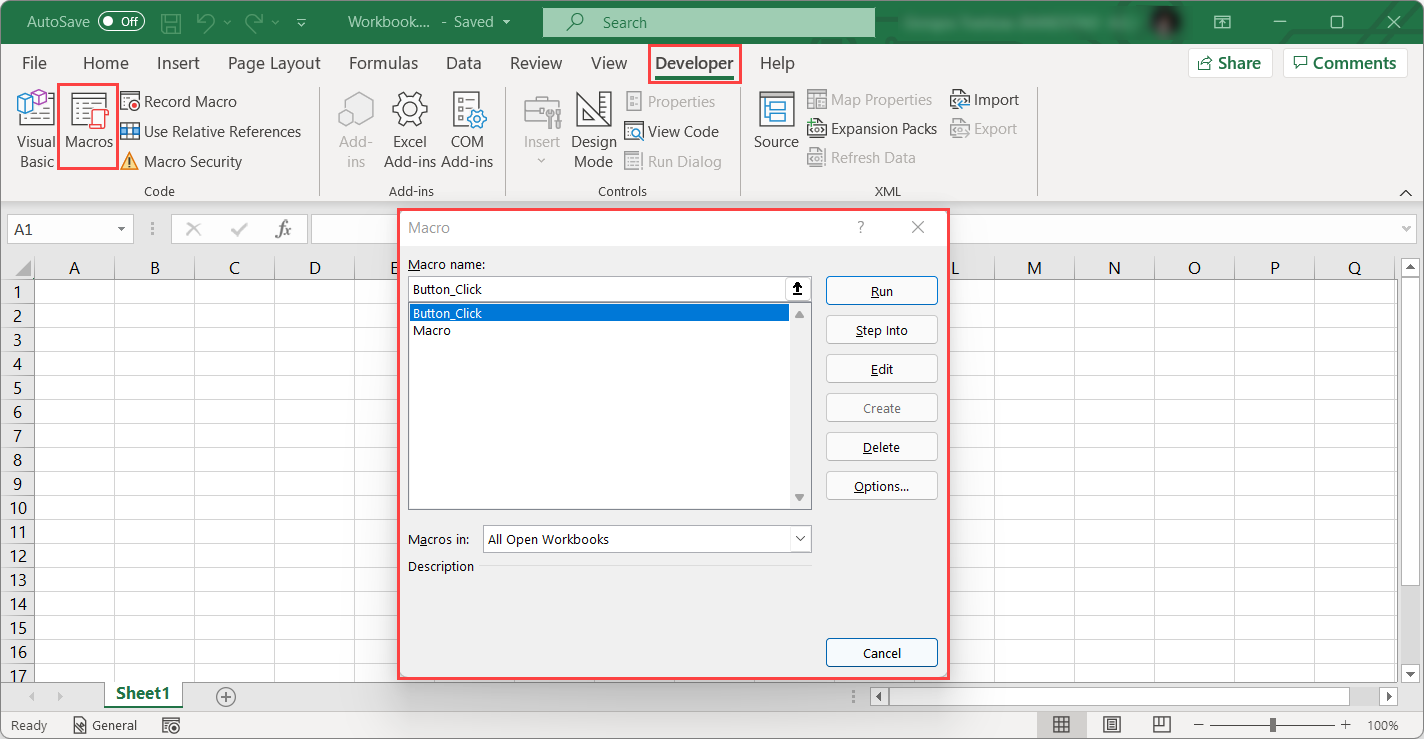 AutoSave Off Workbook.... - Saved Search
File Home Insert Page Layout Formulas Data Review View Developer Help Share Comments
Visual Basic
Macros
Record Macro
Use Relative References
Macro Security
Code
Add-ins
Excel Add-ins
COM Add-ins
Add-ins
Insert
Design Mode
Properties
View Code
Run Dialog
Controls
Source
Map Properties
Expansion Packs
Refresh Data
Import
Export
XML
A1 fx
A B C D E L M N O P Q
1
2
3
4
5
6
7
8
9
10
11
12
13
14
15
16
17
Macro ?
Macro name:
Button_Click
Button_Click
Macro
Run
Step Into
Edit
Create
Delete
Options...
Macros in: All Open Workbooks
Description
Cancel
Sheet1
Ready General 100%